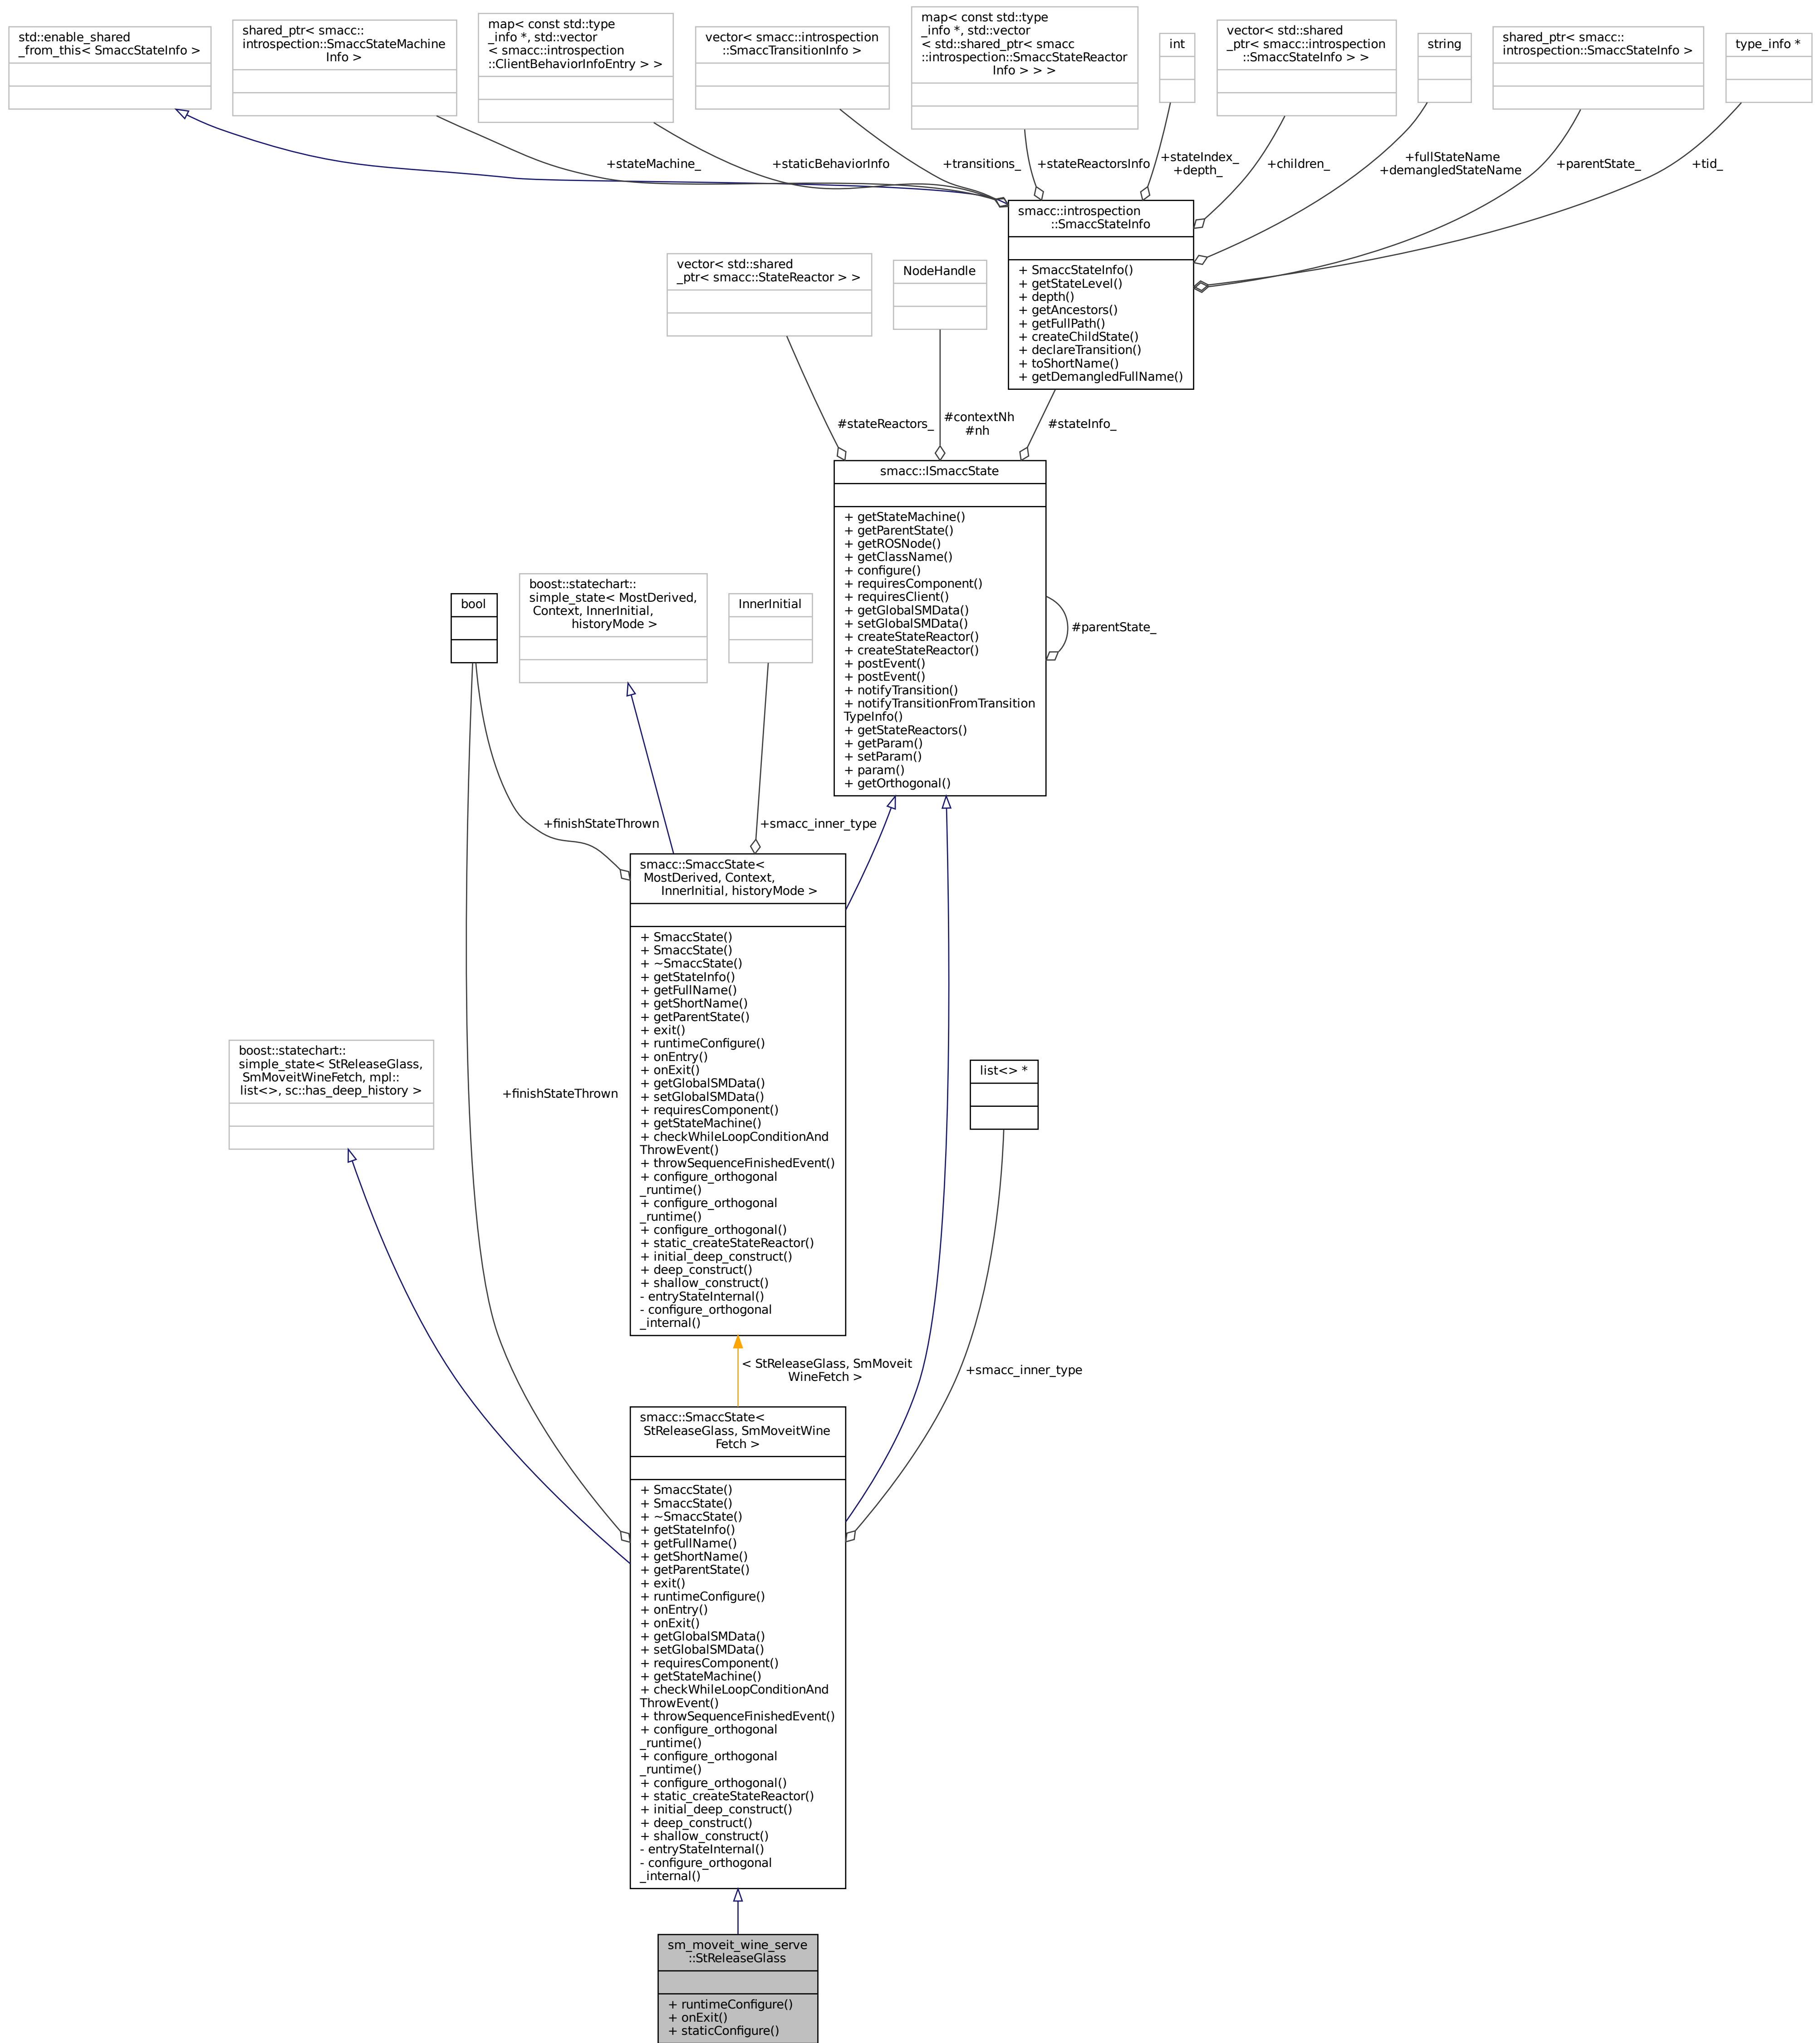 std::enable_shared
_from_this< SmaccStateInfo >
shared_ptr< smacc::
introspection::SmaccStateMachine
Info >
map< const std::type
_info *, std::vector
< smacc::introspection
::ClientBehaviorInfoEntry > >
vector< smacc::introspection
::SmaccTransitionInfo >
map< const std::type
_info *, std::vector
< std::shared_ptr< smacc
::introspection::SmaccStateReactor
Info > > >
int
vector< std::shared
_ptr< smacc::introspection
::SmaccStateInfo > >
string
shared_ptr< smacc::
introspection::SmaccStateInfo >
type_info *
+stateMachine_
+staticBehaviorInfo
+transitions_
+stateReactorsInfo
+stateIndex_
+depth_
+children_
+fullStateName
+demangledStateName
+parentState_
+tid_
smacc::introspection
::SmaccStateInfo
+ SmaccStateInfo()
+ getStateLevel()
+ depth()
+ getAncestors()
+ getFullPath()
+ createChildState()
+ declareTransition()
+ toShortName()
+ getDemangledFullName()
vector< std::shared
_ptr< smacc::StateReactor > >
NodeHandle
#stateReactors_
#contextNh
#nh
#stateInfo_
smacc::ISmaccState
+ getStateMachine()
+ getParentState()
+ getROSNode()
+ getClassName()
+ configure()
+ requiresComponent()
+ requiresClient()
+ getGlobalSMData()
+ setGlobalSMData()
+ createStateReactor()
+ createStateReactor()
+ postEvent()
+ postEvent()
+ notifyTransition()
+ notifyTransitionFromTransition
TypeInfo()
+ getStateReactors()
+ getParam()
+ setParam()
+ param()
+ getOrthogonal()
#parentState_
bool
boost::statechart::
simple_state< MostDerived,
Context, InnerInitial,
historyMode >
InnerInitial
+finishStateThrown
+smacc_inner_type
smacc::SmaccState<
MostDerived, Context,
InnerInitial, historyMode >
+ SmaccState()
+ SmaccState()
+ ~SmaccState()
+ getStateInfo()
+ getFullName()
+ getShortName()
+ getParentState()
+ exit()
+ runtimeConfigure()
+ onEntry()
+ onExit()
+ getGlobalSMData()
+ setGlobalSMData()
+ requiresComponent()
+ getStateMachine()
+ checkWhileLoopConditionAnd
ThrowEvent()
+ throwSequenceFinishedEvent()
+ configure_orthogonal
_runtime()
+ configure_orthogonal
_runtime()
+ configure_orthogonal()
+ static_createStateReactor()
+ initial_deep_construct()
+ deep_construct()
+ shallow_construct()
- entryStateInternal()
- configure_orthogonal
_internal()
boost::statechart::
simple_state< StReleaseGlass,
SmMoveitWineFetch, mpl::
list<>, sc::has_deep_history >
+finishStateThrown
list<> *
< StReleaseGlass, SmMoveit
WineFetch >
+smacc_inner_type
smacc::SmaccState<
StReleaseGlass, SmMoveitWine
Fetch >
+ SmaccState()
+ SmaccState()
+ ~SmaccState()
+ getStateInfo()
+ getFullName()
+ getShortName()
+ getParentState()
+ exit()
+ runtimeConfigure()
+ onEntry()
+ onExit()
+ getGlobalSMData()
+ setGlobalSMData()
+ requiresComponent()
+ getStateMachine()
+ checkWhileLoopConditionAnd
ThrowEvent()
+ throwSequenceFinishedEvent()
+ configure_orthogonal
_runtime()
+ configure_orthogonal
_runtime()
+ configure_orthogonal()
+ static_createStateReactor()
+ initial_deep_construct()
+ deep_construct()
+ shallow_construct()
- entryStateInternal()
- configure_orthogonal
_internal()
sm_moveit_wine_serve
::StReleaseGlass
+ runtimeConfigure()
+ onExit()
+ staticConfigure()